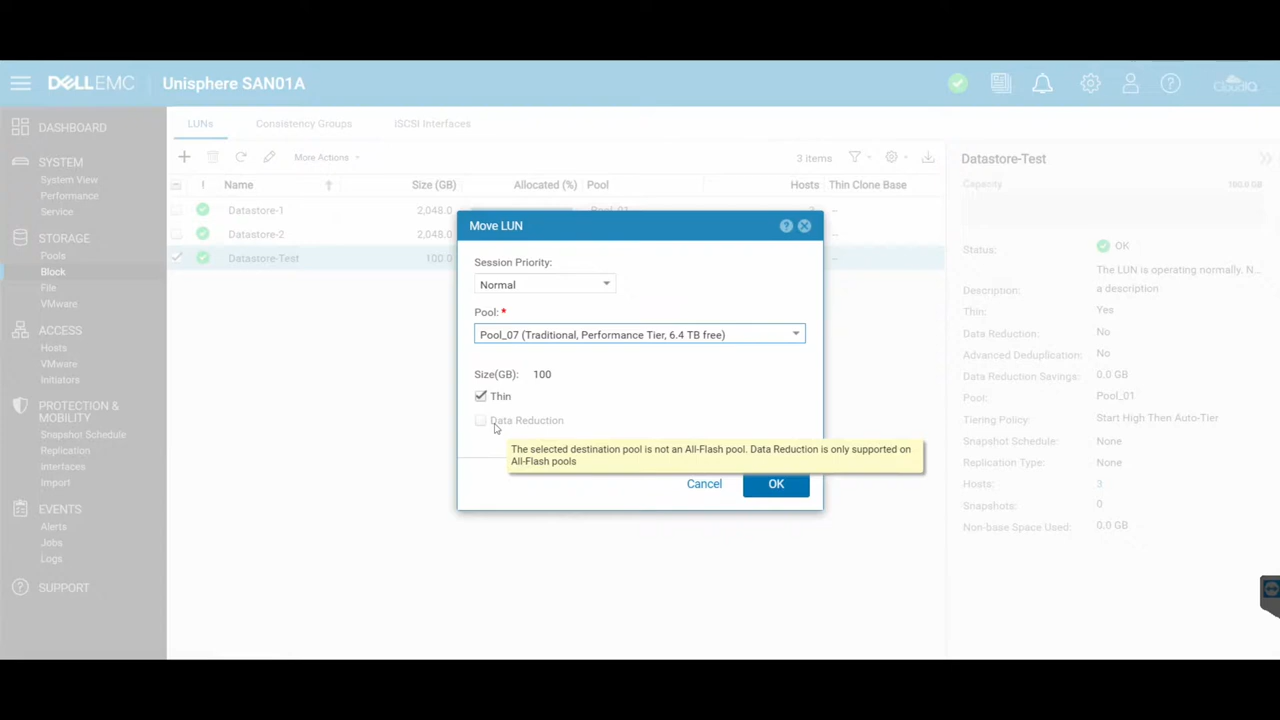 DELLEMC Unisphere SAN01A CloudIQ
DASHBOARD
SYSTEM
System View
Performance
Service
STORAGE
Pools
Block
File
VMware
ACCESS
Hosts
VMware
Initiators
PROTECTION &
MOBILITY
Snapshot Schedule
Replication
Interfaces
Import
EVENTS
Alerts
Jobs
Logs
SUPPORT
LUNs Consistency Groups iSCSI Interfaces
More Actions 3 items
! Name Size (GB) Allocated (%) Pool Hosts Thin Clone Base
Datastore-1 2,048.0 Pool_01 --
Datastore-2 2,048.0 --
Datastore-Test 100.0 --
Move LUN
Session Priority:
Normal
Pool: *
Pool_07 (Traditional, Performance Tier, 6.4 TB free)
Size(GB): 100
Thin
Data Reduction
The selected destination pool is not an All-Flash pool. Data Reduction is only supported on
All-Flash pools
Cancel OK
Datastore-Test
Capacity 100.0 GB
Status: OK
The LUN is operating normally. N...
Description: a description
Thin: Yes
Data Reduction: No
Advanced Deduplication: No
Data Reduction Savings: 0.0 GB
Pool: Pool_01
Tiering Policy: Start High Then Auto-Tier
Snapshot Schedule: None
Replication Type: None
Hosts: 3
Snapshots: 0
Non-base Space Used: 0.0 GB